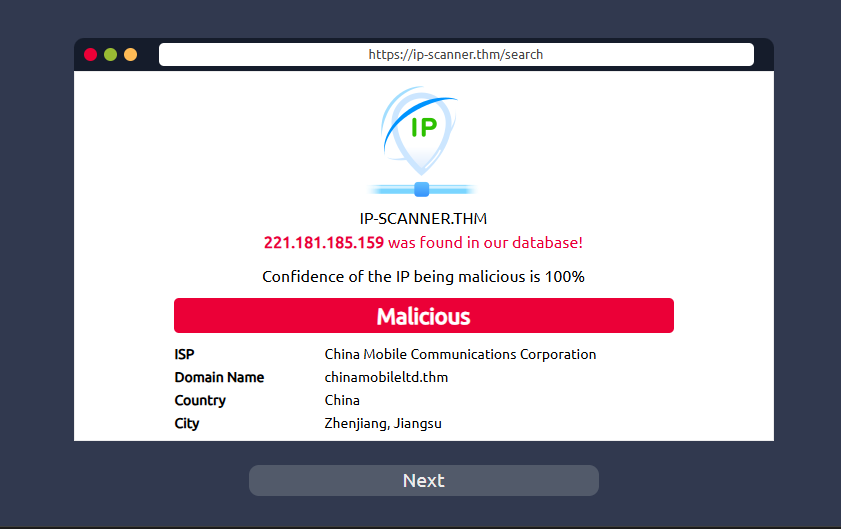 https://ip-scanner.thm/search
IP
IP-SCANNER.THM
221.181.185.159 was found in our database!
Confidence of the IP being malicious is 100%
Malicious
ISP China Mobile Communications Corporation
Domain Name chinamobileltd.thm
Country China
City Zhenjiang, Jiangsu
Next